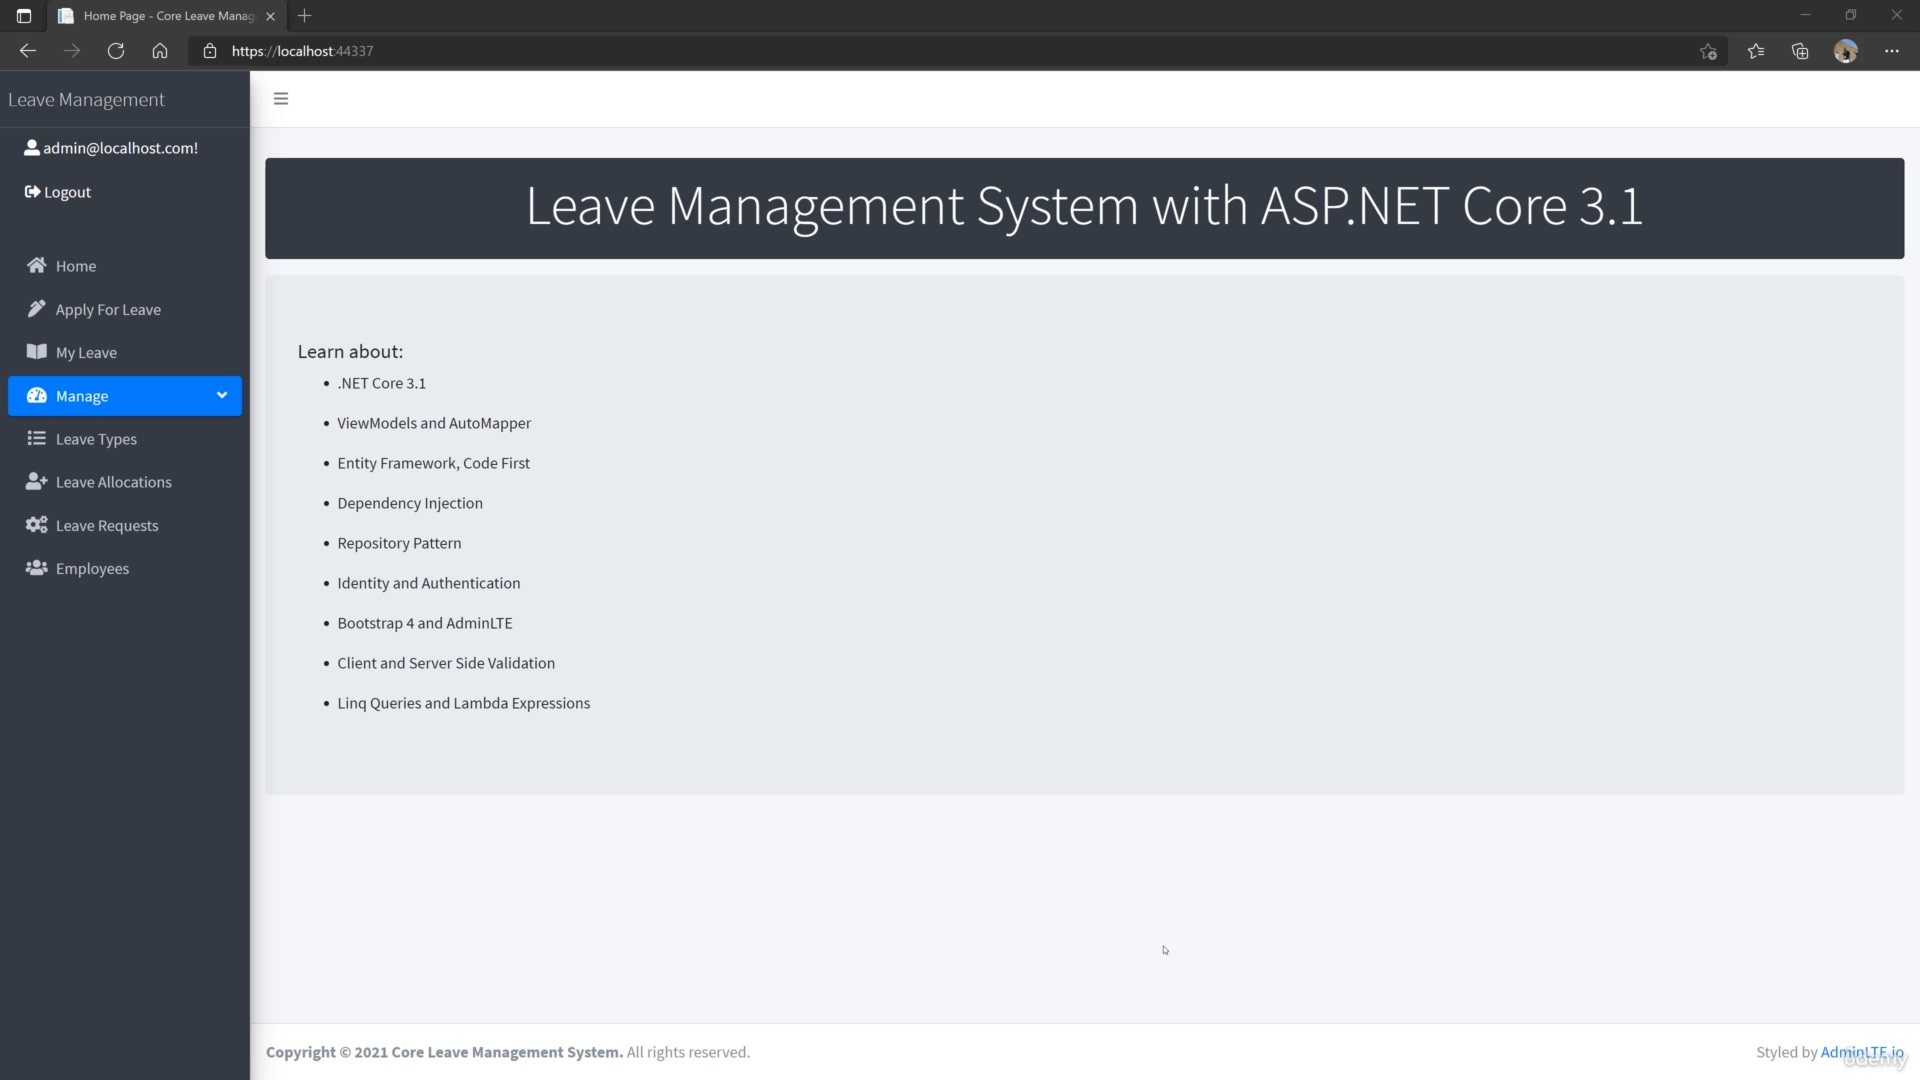 Home Page - Core Leave Manag
https://localhost:44337
Leave Management
admin@localhost.com!
Logout
Home
Apply For Leave
My Leave
Manage
Leave Types
Leave Allocations
Leave Requests
Employees
Leave Management System with ASP.NET Core 3.1
Learn about:
.NET Core 3.1
ViewModels and AutoMapper
Entity Framework, Code First
Dependency Injection
Repository Pattern
Identity and Authentication
Bootstrap 4 and AdminLTE
Client and Server Side Validation
Linq Queries and Lambda Expressions
Copyright © 2021 Core Leave Management System. All rights reserved.
Styled by AdminLTE.io
udemy